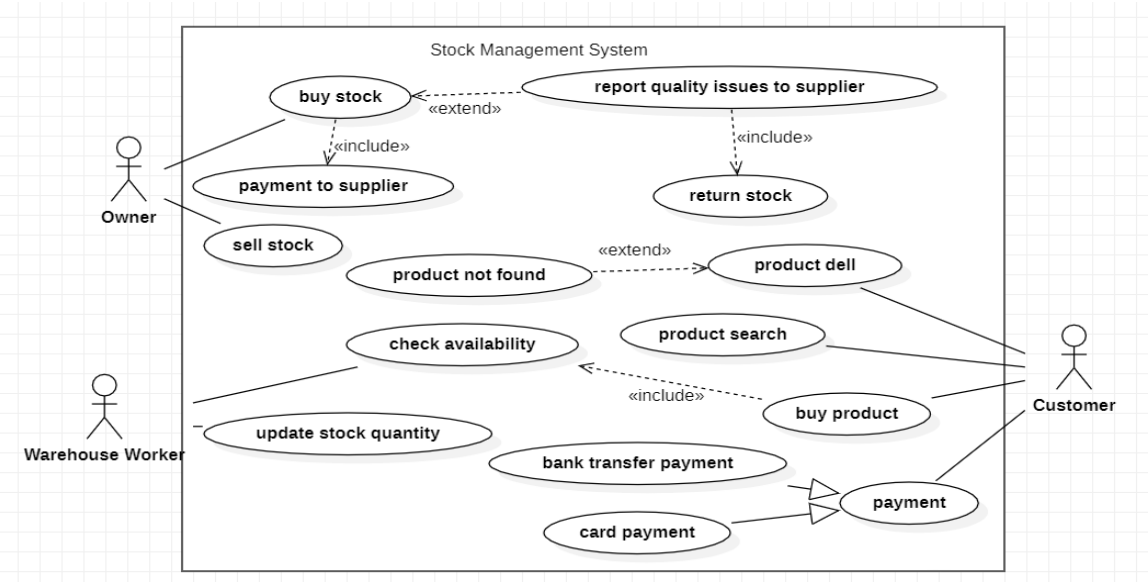 Stock Management System
buy stock
report quality issues to supplier
«extend»
«include»
«include»
payment to supplier
return stock
Owner
sell stock
«extend»
product not found
product dell
check availability
product search
«include»
Customer
buy product
update stock quantity
Warehouse Worker
bank transfer payment
payment
card payment